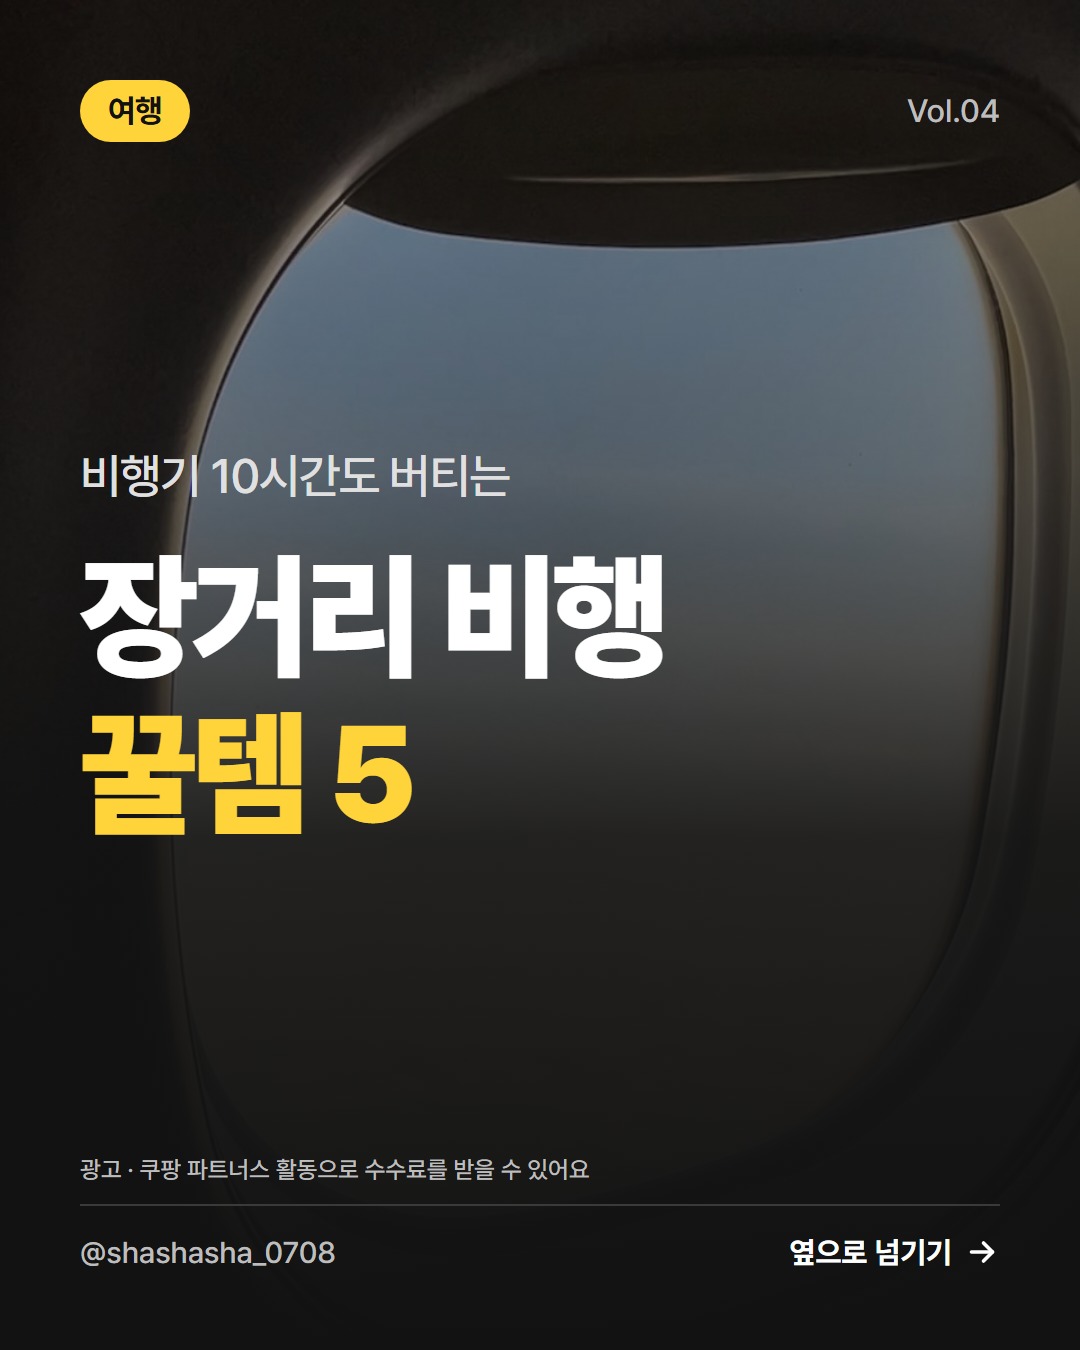 여행
Vol.04
비행기 10시간도 버티는
장거리 비행
꿀템 5
광고 · 쿠팡 파트너스 활동으로 수수료를 받을 수 있어요
@shashasha_0708
옆으로 넘기기 →